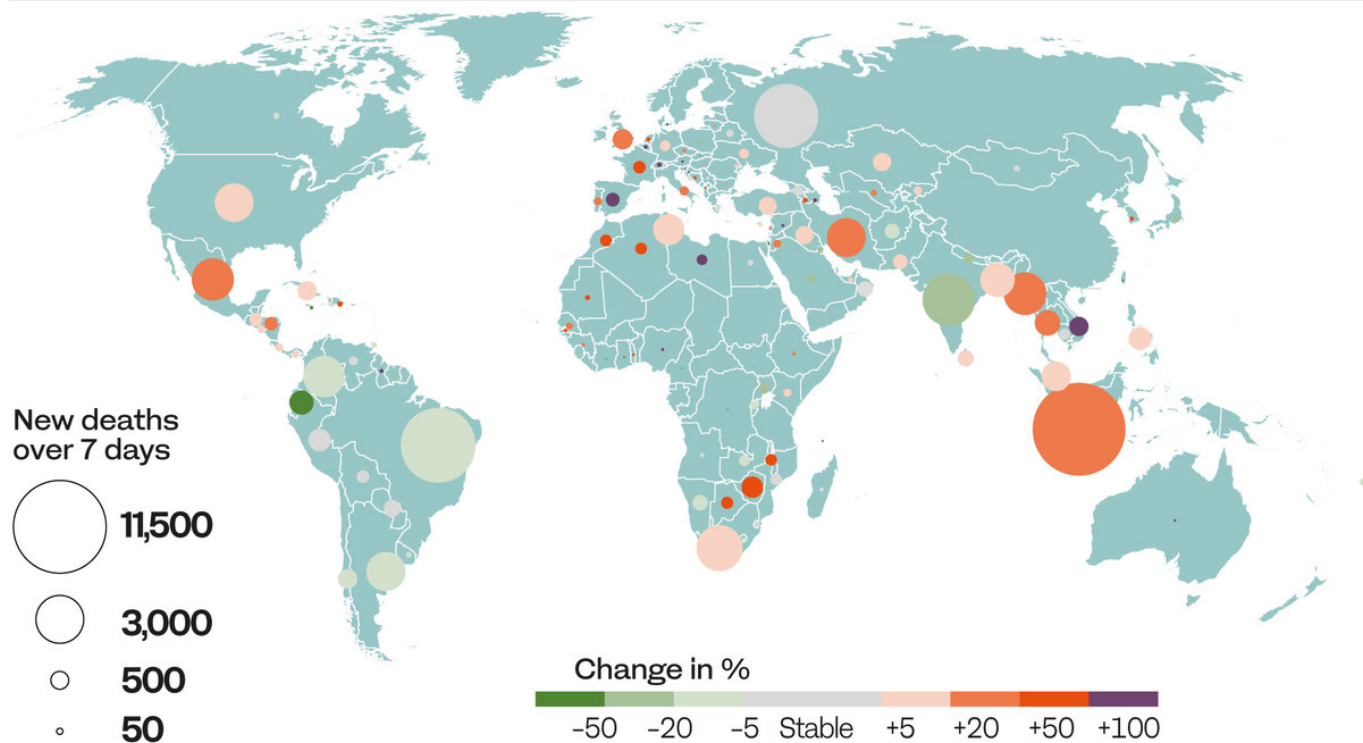 New deaths
over 7 days
11,500
3,000
500
50
Change in %
-50 -20 -5 Stable +5 +20 +50 +100